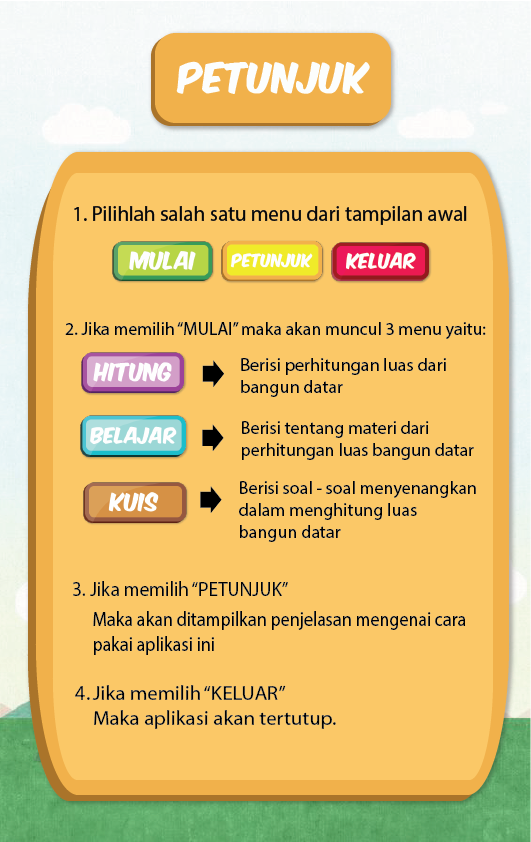 PETUNJUK
1. Pilihlah salah satu menu dari tampilan awal
MULAI PETUNJUK KELUAR
2. Jika memilih “MULAI” maka akan muncul 3 menu yaitu:
HITUNG Berisi perhitungan luas dari
bangun datar
BELAJAR Berisi tentang materi dari
perhitungan luas bangun datar
KUIS Berisi soal - soal menyenangkan
dalam menghitung luas
bangun datar
3. Jika memilih “PETUNJUK”
Maka akan ditampilkan penjelasan mengenai cara
pakai aplikasi ini
4. Jika memilih “KELUAR”
Maka aplikasi akan tertutup.